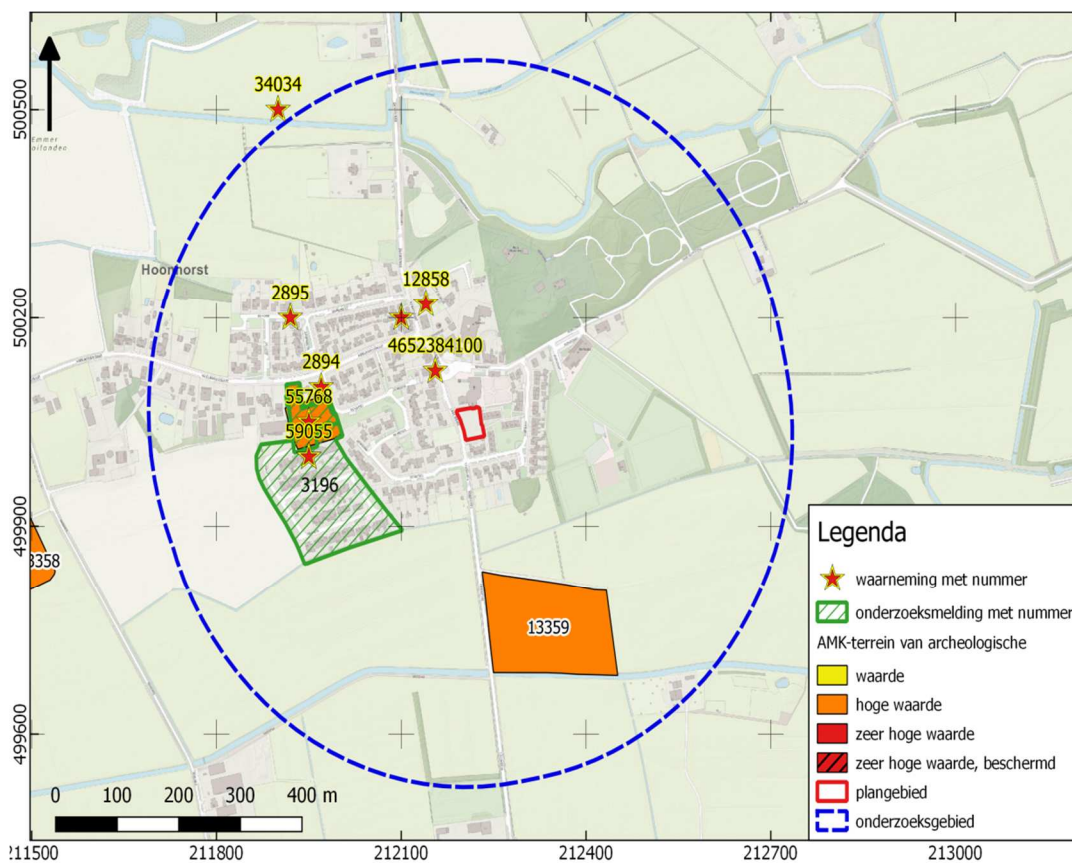 34034
500500
Hoonhorst
2895
12858
500200
4652384100
2894
55768
59055
3196
499900
13359
499600
Legenda
waarneming met nummer
onderzoeksmelding met nummer
AMK-terrein van archeologische
waarde
hoge waarde
zeer hoge waarde
zeer hoge waarde, beschermd
plangebied
onderzoeksgebied
0 100 200 300 400 m
211500 211800 212100 212400 212700 213000